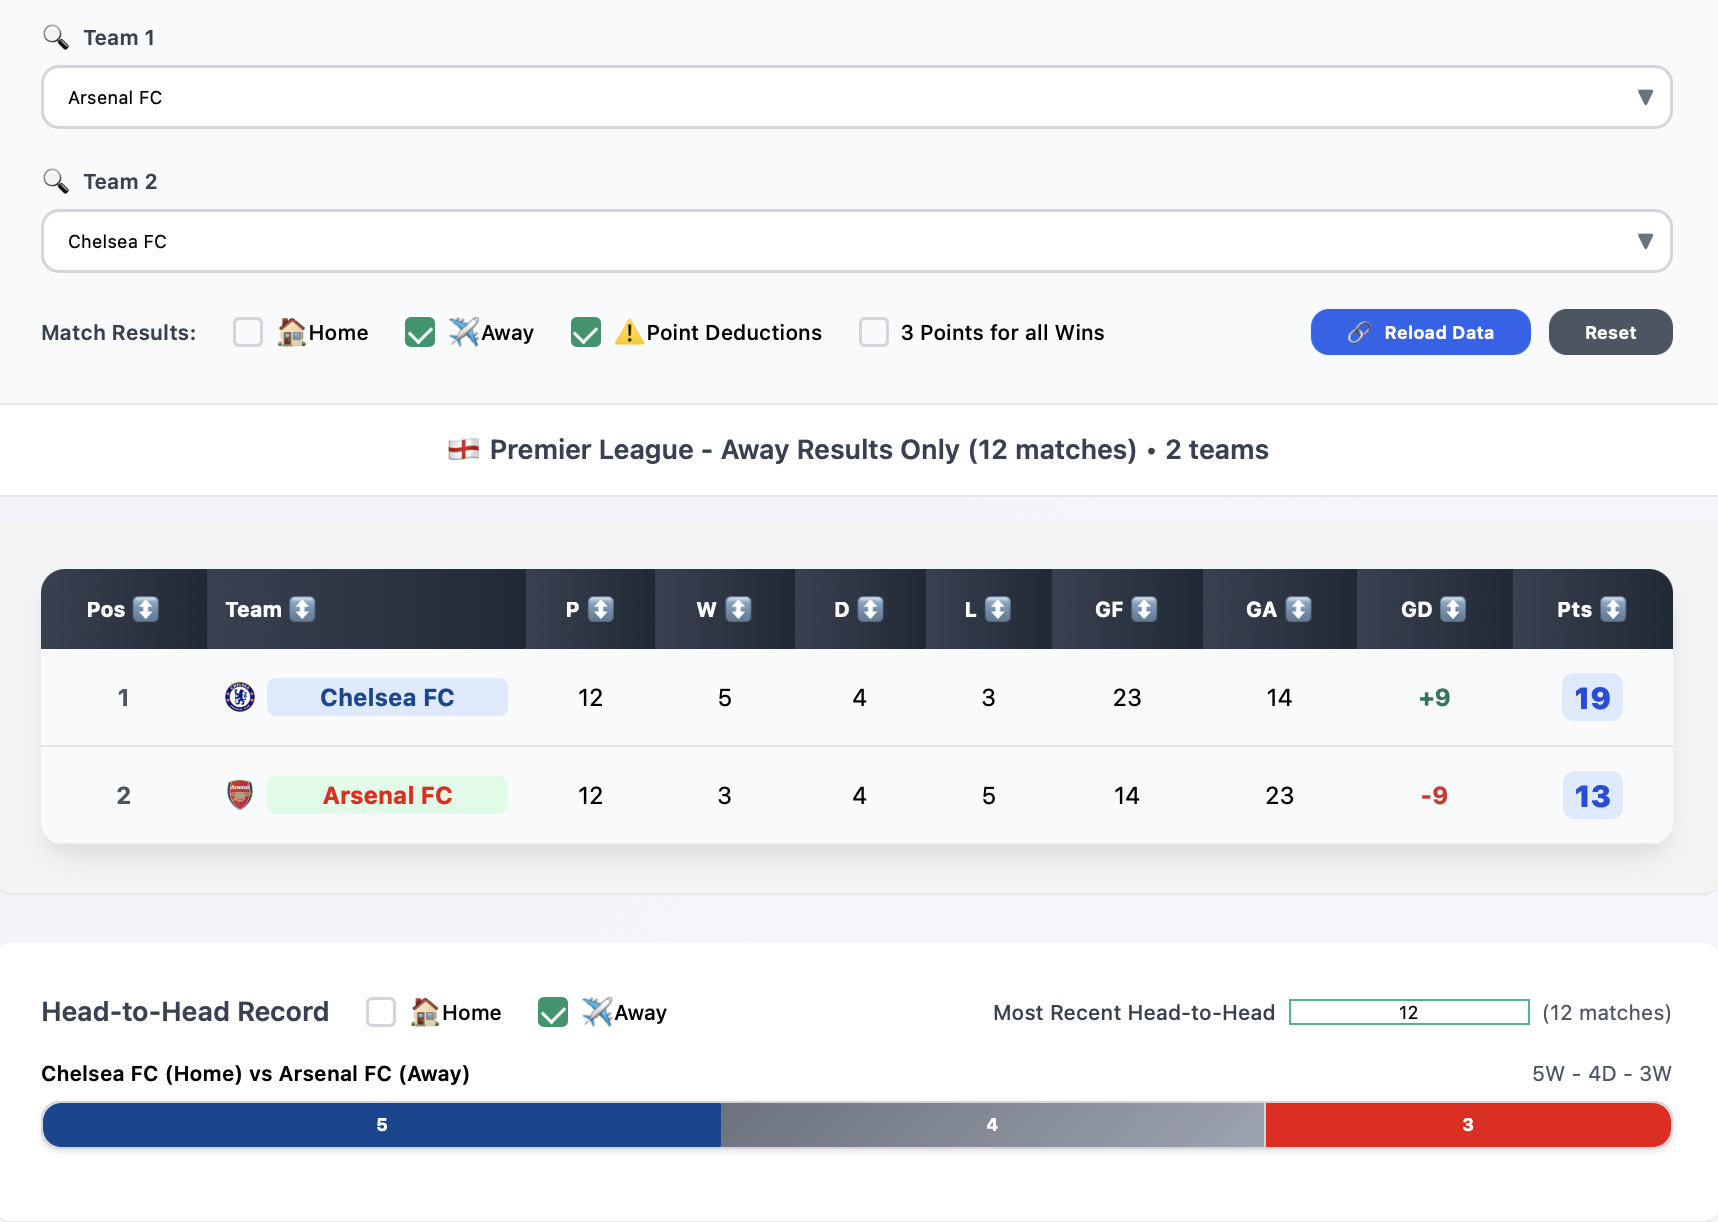 Team 1
Arsenal FC
Team 2
Chelsea FC
Match Results: Home Away Point Deductions 3 Points for all Wins Reload Data Reset
Premier League - Away Results Only (12 matches) • 2 teams
Pos Team P W D L GF GA GD Pts
1 Chelsea FC 12 5 4 3 23 14 +9 19
2 Arsenal FC 12 3 4 5 14 23 -9 13
Head-to-Head Record Home Away Most Recent Head-to-Head 12 (12 matches)
Chelsea FC (Home) vs Arsenal FC (Away) 5W - 4D - 3W
5 4 3